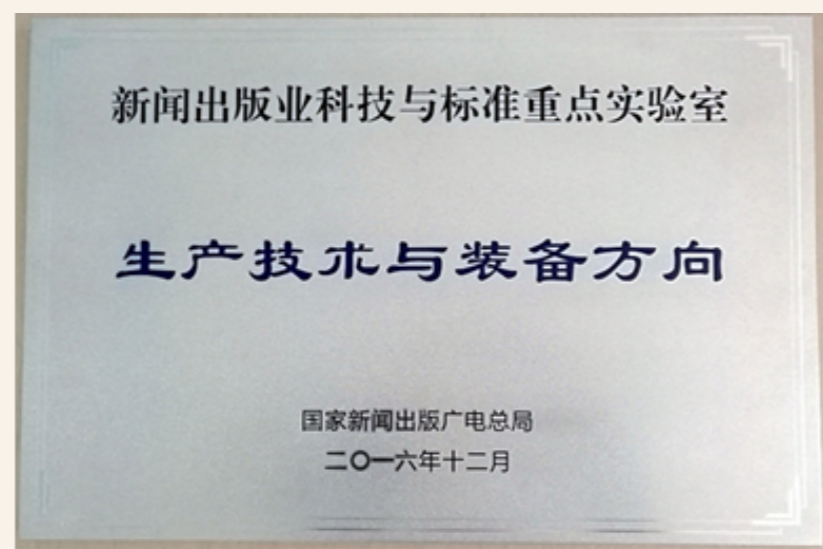 新闻出版业科技与标准重点实验室
生产技术与装备方向
国家新闻出版广电总局
二〇一六年十二月